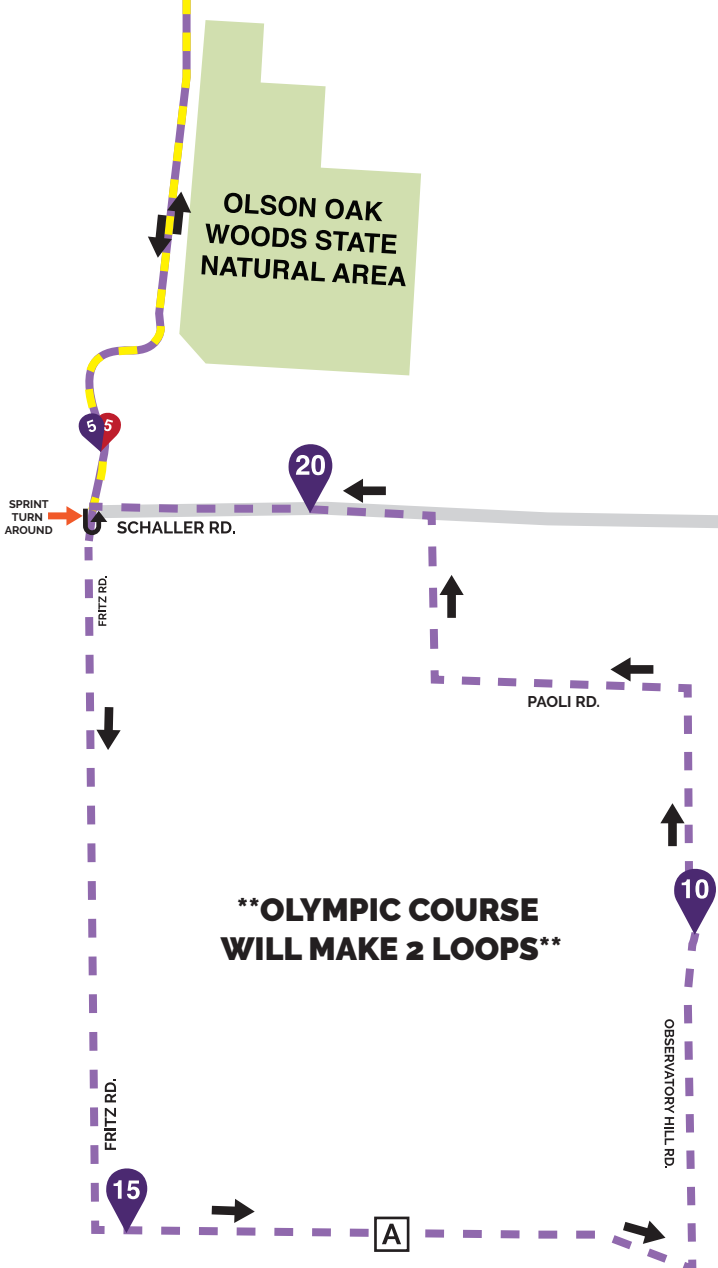 OLSON OAK
WOODS STATE
NATURAL AREA
5
5
20
SPRINT
TURN
AROUND
SCHALLER RD.
FRITZ RD.
PAOLI RD.
10
**OLYMPIC COURSE
WILL MAKE 2 LOOPS**
OBSERVATORY HILL RD.
FRITZ RD.
15
A